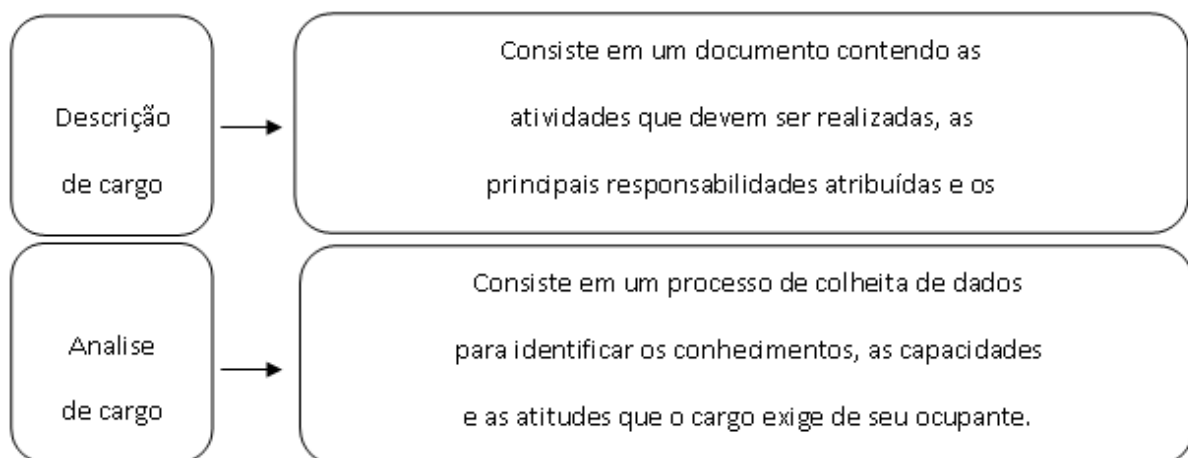 Descrição
de cargo
Consiste em um documento contendo as
atividades que devem ser realizadas, as
principais responsabilidades atribuídas e os
Analise
de cargo
Consiste em um processo de colheita de dados
para identificar os conhecimentos, as capacidades
e as atitudes que o cargo exige de seu ocupante.